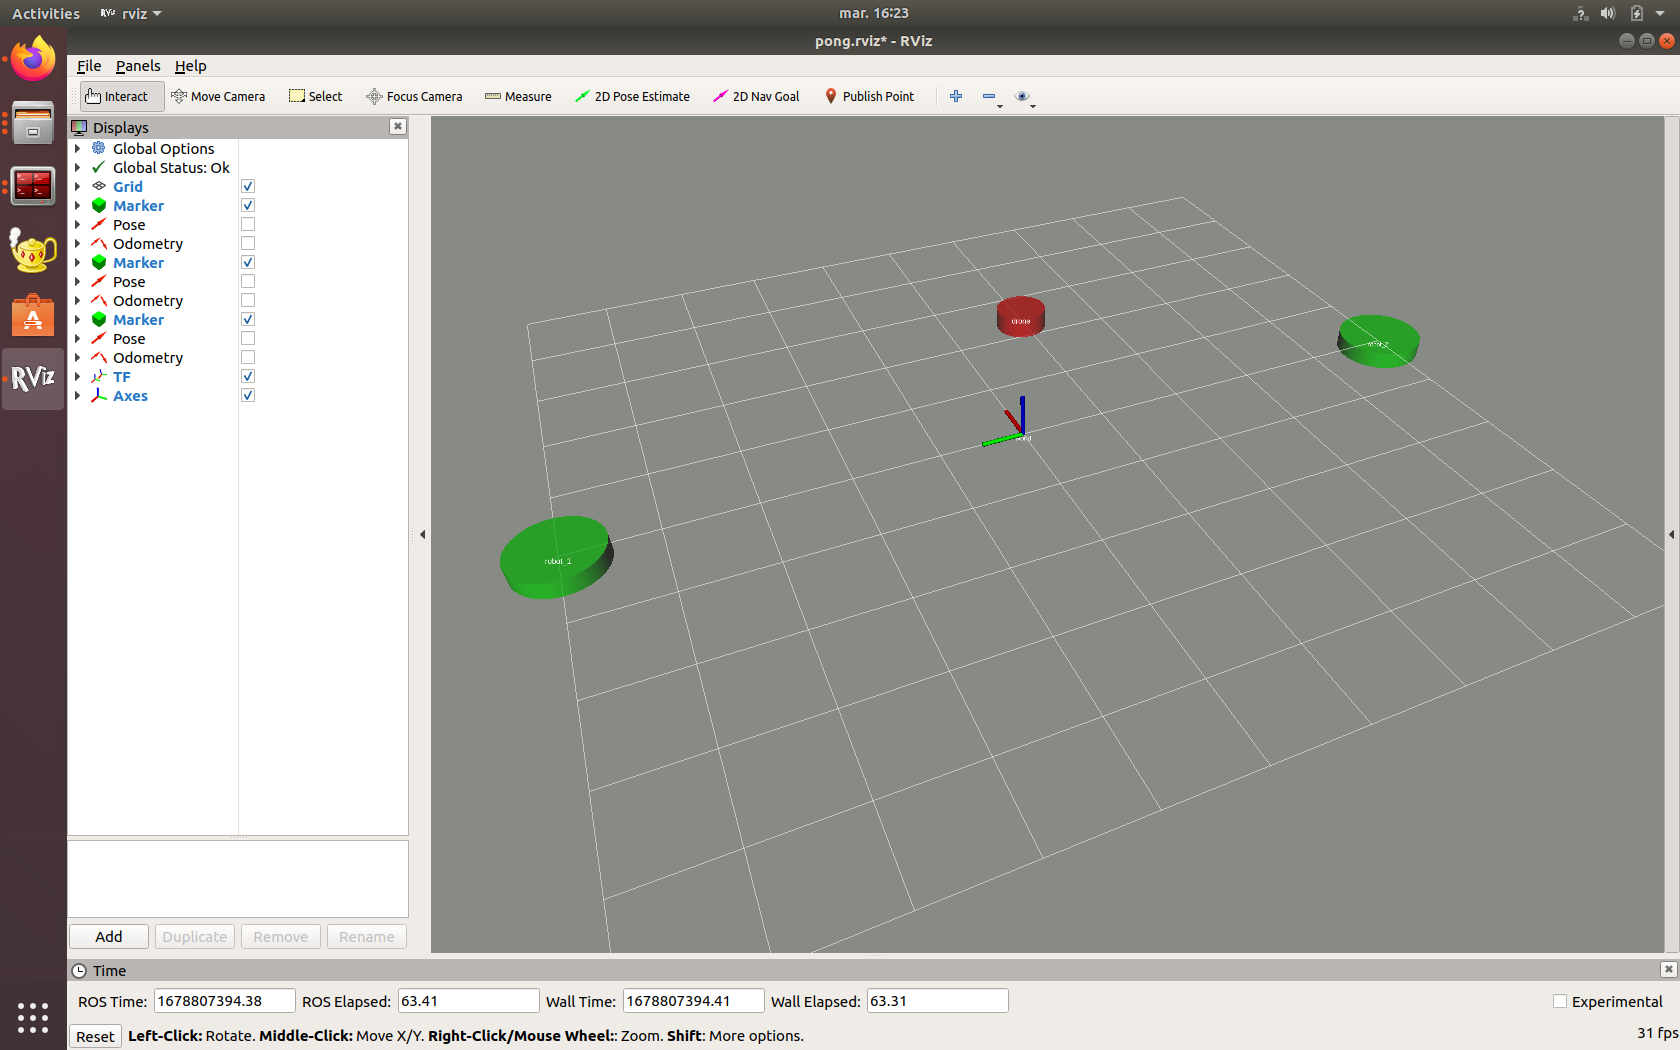 Activities RViz rviz mar. 16:23
pong.rviz* - RViz
File Panels Help
Interact Move Camera Select Focus Camera Measure 2D Pose Estimate 2D Nav Goal Publish Point
Displays
Global Options
Global Status: Ok
Grid
Marker
Pose
Odometry
Marker
Pose
Odometry
Marker
Pose
Odometry
TF
Axes
RViz
drone
robot_2
robot_1
Add Duplicate Remove Rename
Time
ROS Time: 1678807394.38 ROS Elapsed: 63.41 Wall Time: 1678807394.41 Wall Elapsed: 63.31 Experimental
Reset Left-Click: Rotate. Middle-Click: Move X/Y. Right-Click/Mouse Wheel:: Zoom. Shift: More options. 31 fps